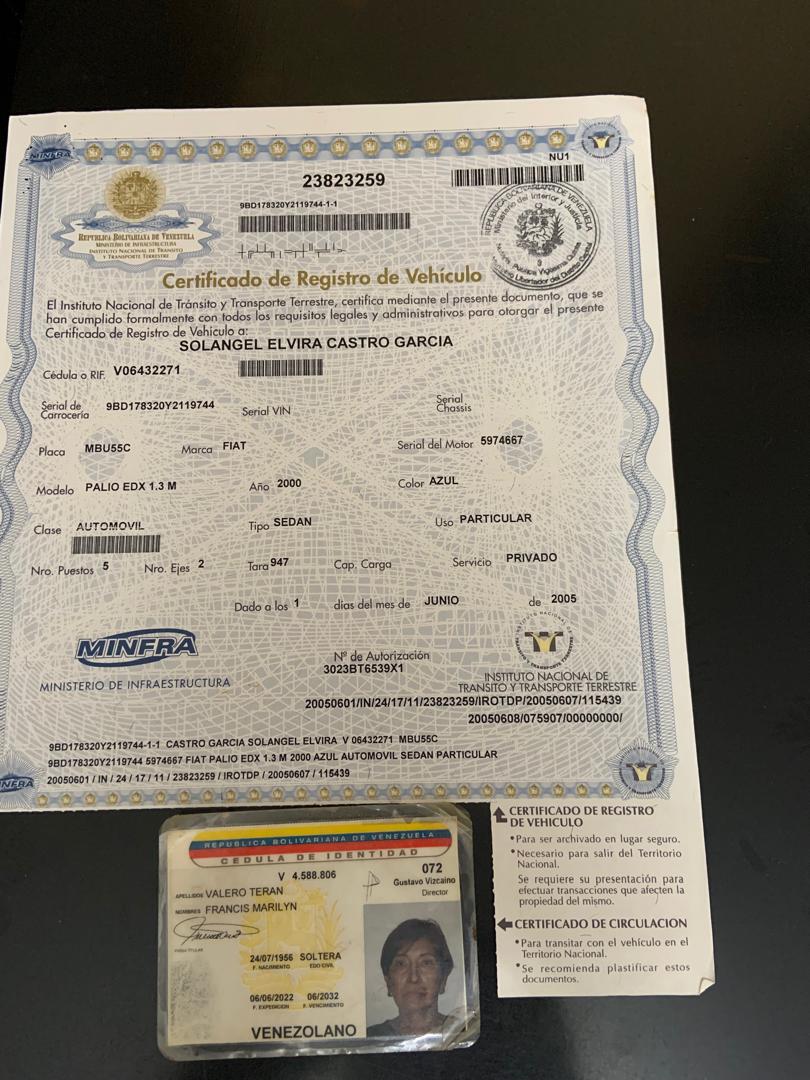 MINFRA
NU1
23823259
9BD178320Y2119744-1-1
REPUBLICA BOLIVARIANA DE VENEZUELA
MINISTERIO DE INFRAESTRUCTURA
INSTITUTO NACIONAL DE TRANSITO
Y TRANSPORTE TERRESTRE
REPUBLICA BOLIVARIANA DE VENEZUELA
Ministerio del Interior y Justicia
Certificado de Registro de Vehículo
El Instituto Nacional de Tránsito y Transporte Terrestre, certifica mediante el presente documento, que se
han cumplido formalmente con todos los requisitos legales y administrativos para otorgar el presente
Certificado de Registro de Vehículo a:
SOLANGEL ELVIRA CASTRO GARCIA
Cédula o RIF. V06432271
Serial de Carrocería 9BD178320Y2119744 Serial VIN Serial Chassis
Placa MBU55C Marca FIAT Serial del Motor 5974667
Modelo PALIO EDX 1.3 M Año 2000 Color AZUL
Clase AUTOMOVIL Tipo SEDAN Uso PARTICULAR
Nro. Puestos 5 Nro. Ejes 2 Tara 947 Cap. Carga Servicio PRIVADO
Dado a los 1 días del mes de JUNIO de 2005
MINFRA
MINISTERIO DE INFRAESTRUCTURA
Nº de Autorización
3023BT6539X1
INSTITUTO NACIONAL DE
TRANSITO Y TRANSPORTE TERRESTRE
20050601/IN/24/17/11/23823259/IROTDP/20050607/115439
20050608/075907/00000000/
9BD178320Y2119744-1-1 CASTRO GARCIA SOLANGEL ELVIRA V 06432271 MBU55C
9BD178320Y2119744 5974667 FIAT PALIO EDX 1.3 M 2000 AZUL AUTOMOVIL SEDAN PARTICULAR
20050601 / IN / 24 / 17 / 11 / 23823259 / IROTDP / 20050607 / 115439
CERTIFICADO DE REGISTRO
DE VEHICULO
•Para ser archivado en lugar seguro.
•Necesario para salir del Territorio
Nacional.
Se requiere su presentación para
efectuar transacciones que afecten la
propiedad del mismo.
CERTIFICADO DE CIRCULACION
•Para transitar con el vehículo en el
Territorio Nacional.
•Se recomienda plastificar estos
documentos.
REPUBLICA BOLIVARIANA DE VENEZUELA
CEDULA DE IDENTIDAD
V 4.588.806
072
Gustavo Vizcaino
Director
APELLIDOS VALERO TERAN
NOMBRES FRANCIS MARILYN
FIRMA TITULAR
24/07/1956 SOLTERA
F. NACIMIENTO EDO CIVIL
06/06/2022 06/2032
F. EXPEDICION F. VENCIMIENTO
VENEZOLANO